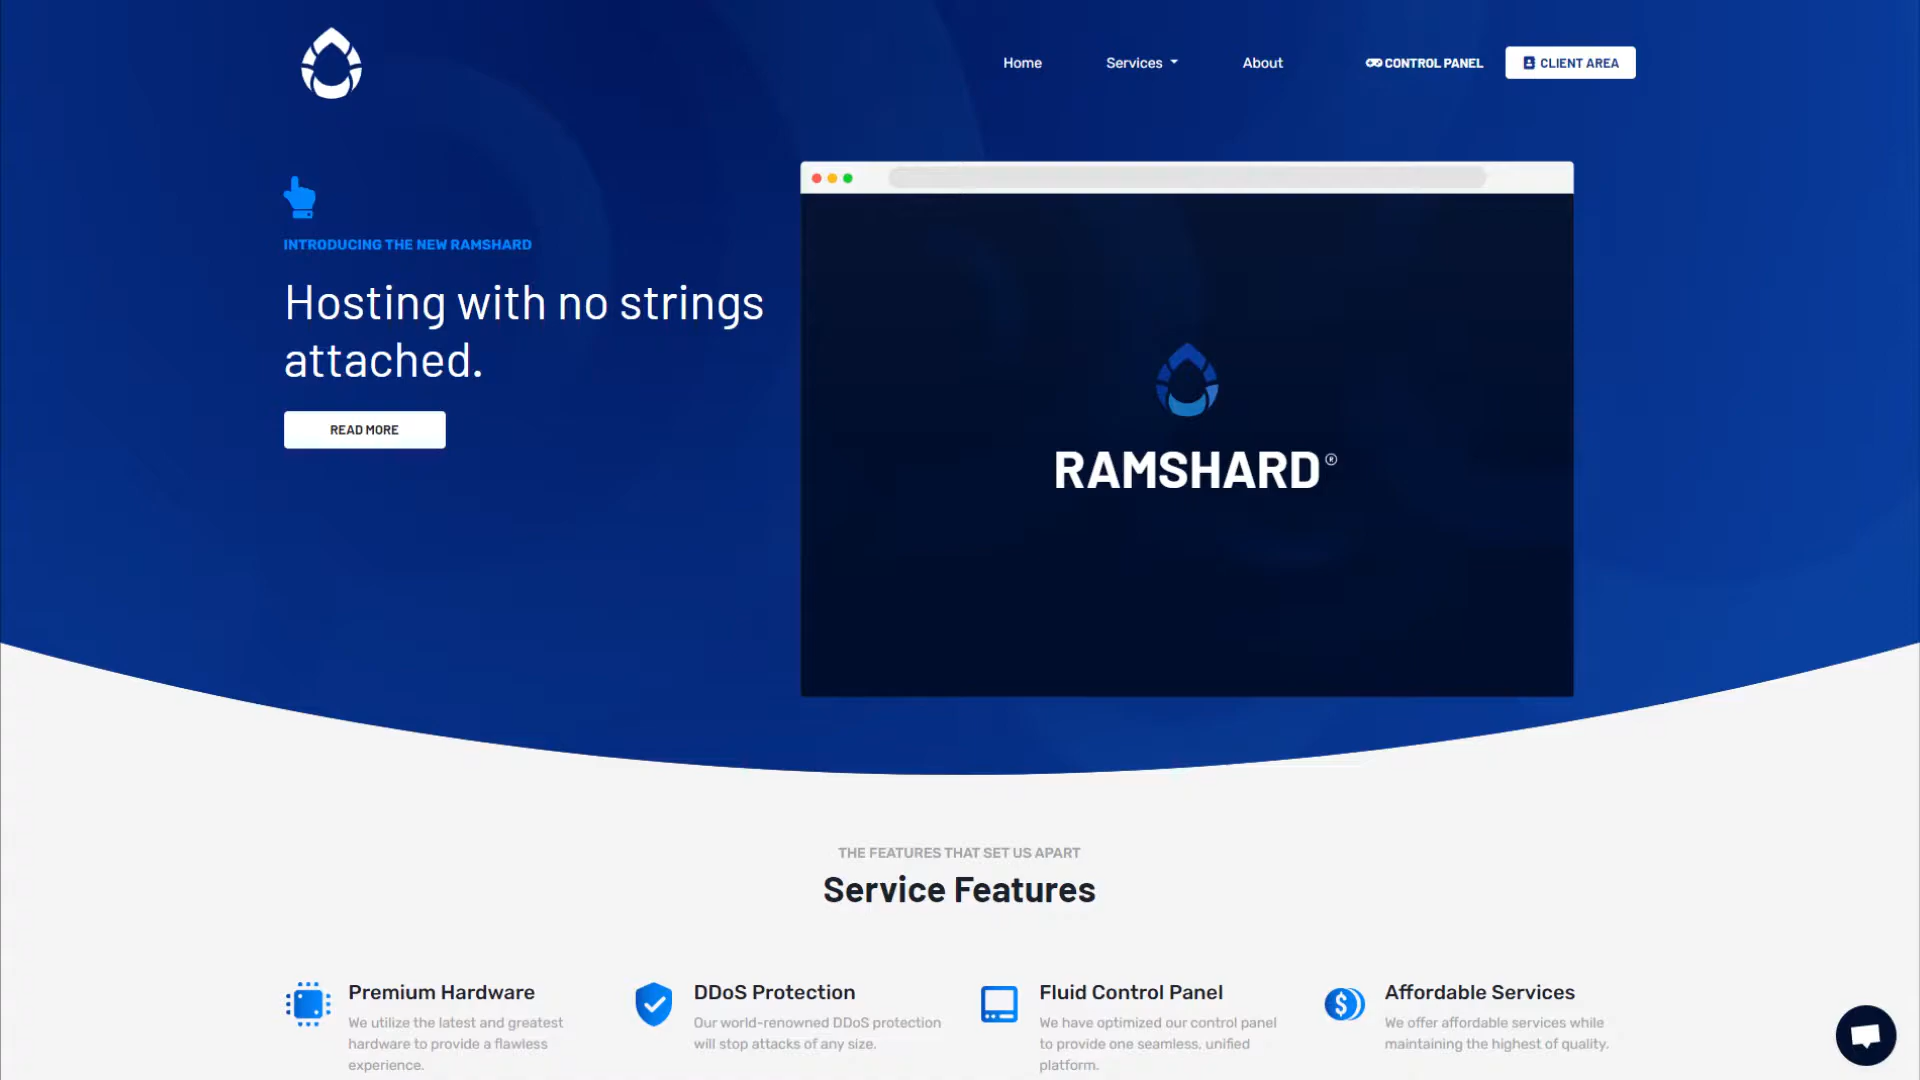 Home
Services
About
CONTROL PANEL
CLIENT AREA
INTRODUCING THE NEW RAMSHARD
Hosting with no strings
attached.
READ MORE
RAMSHARD®
THE FEATURES THAT SET US APART
Service Features
Premium Hardware
We utilize the latest and greatest
hardware to provide a flawless
experience.
DDoS Protection
Our world-renowned DDoS protection
will stop attacks of any size.
Fluid Control Panel
We have optimized our control panel
to provide one seamless, unified
platform.
Affordable Services
We offer affordable services while
maintaining the highest of quality.